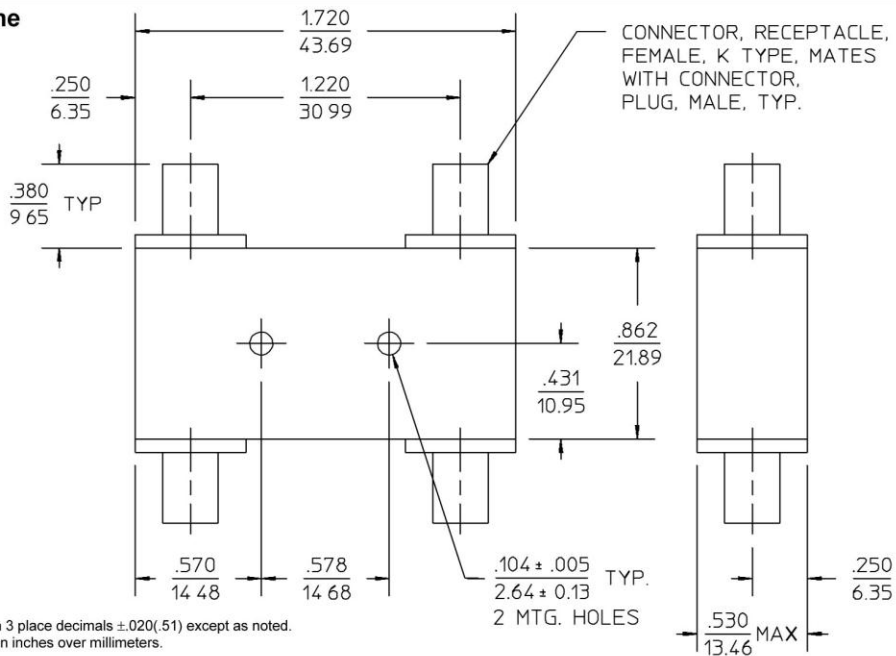 1.720
43.69
CONNECTOR, RECEPTACLE,
FEMALE, K TYPE, MATES
WITH CONNECTOR,
PLUG, MALE, TYP.
.250
6.35
1.220
30 99
.380
9 65
TYP
.862
21.89
.431
10.95
.570
14 48
.578
14 68
.104 ± .005
2.64 ± 0.13
TYP.
2 MTG. HOLES
.250
6.35
.530
13.46
MAX
3 place decimals ±.020(.51) except as noted.
n inches over millimeters.